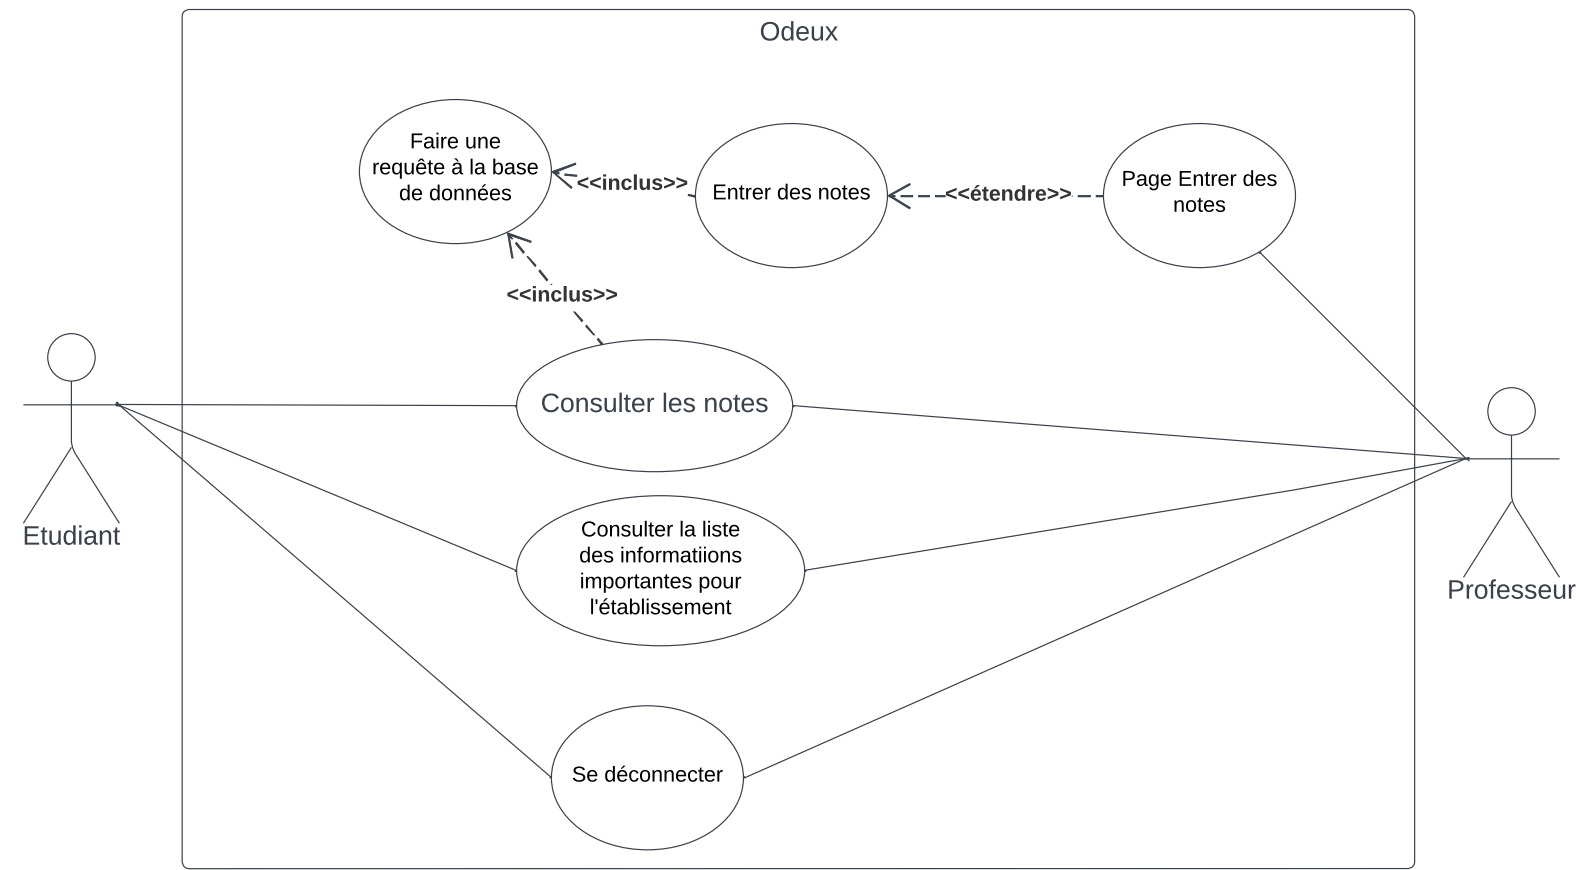 Odeux
Faire une
requête à la base
de données
<<inclus>>
Entrer des notes
<<étendre>>
Page Entrer des
notes
<<inclus>>
Consulter les notes
Etudiant
Consulter la liste
des informatiions
importantes pour
l'établissement
Professeur
Se déconnecter